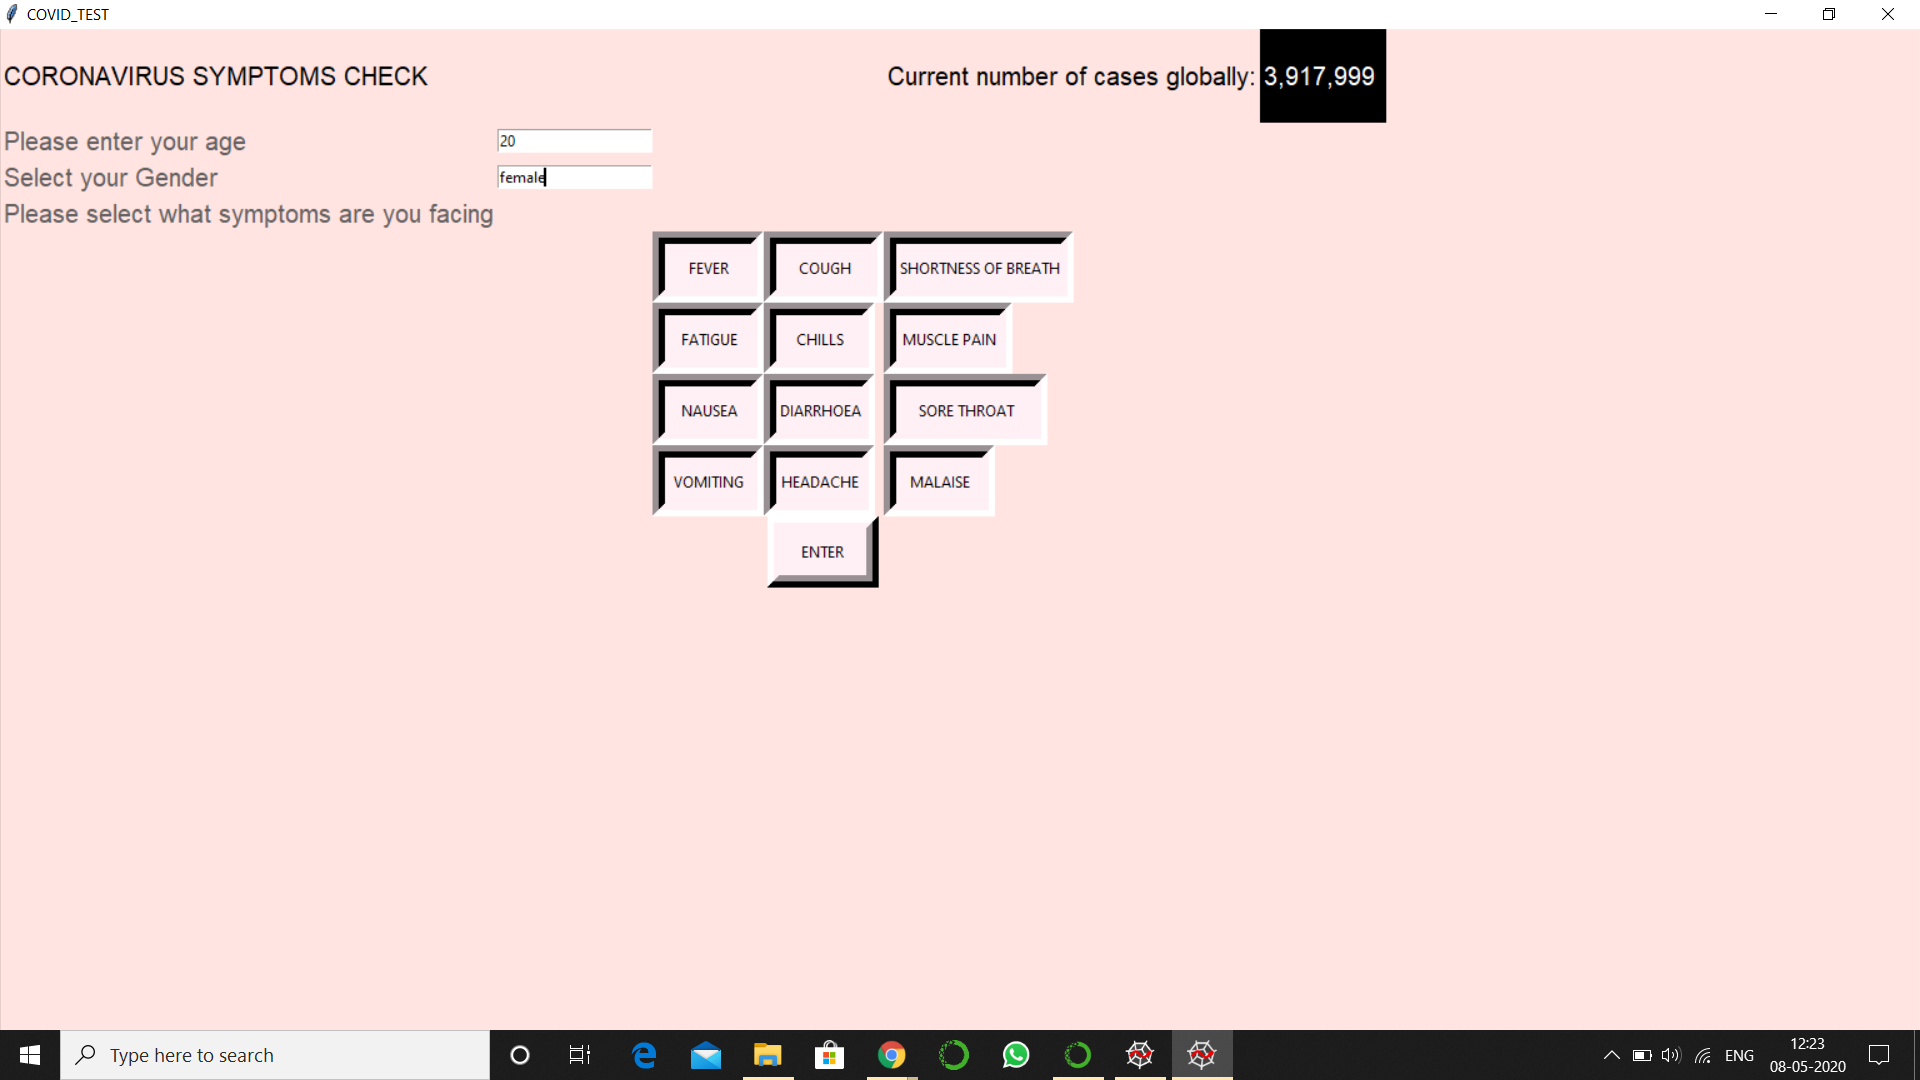 COVID_TEST
CORONAVIRUS SYMPTOMS CHECK
Current number of cases globally: 3,917,999
Please enter your age 20
Select your Gender female
Please select what symptoms are you facing
FEVER COUGH SHORTNESS OF BREATH
FATIGUE CHILLS MUSCLE PAIN
NAUSEA DIARRHOEA SORE THROAT
VOMITING HEADACHE MALAISE
ENTER
Type here to search
ENG
12:23
08-05-2020